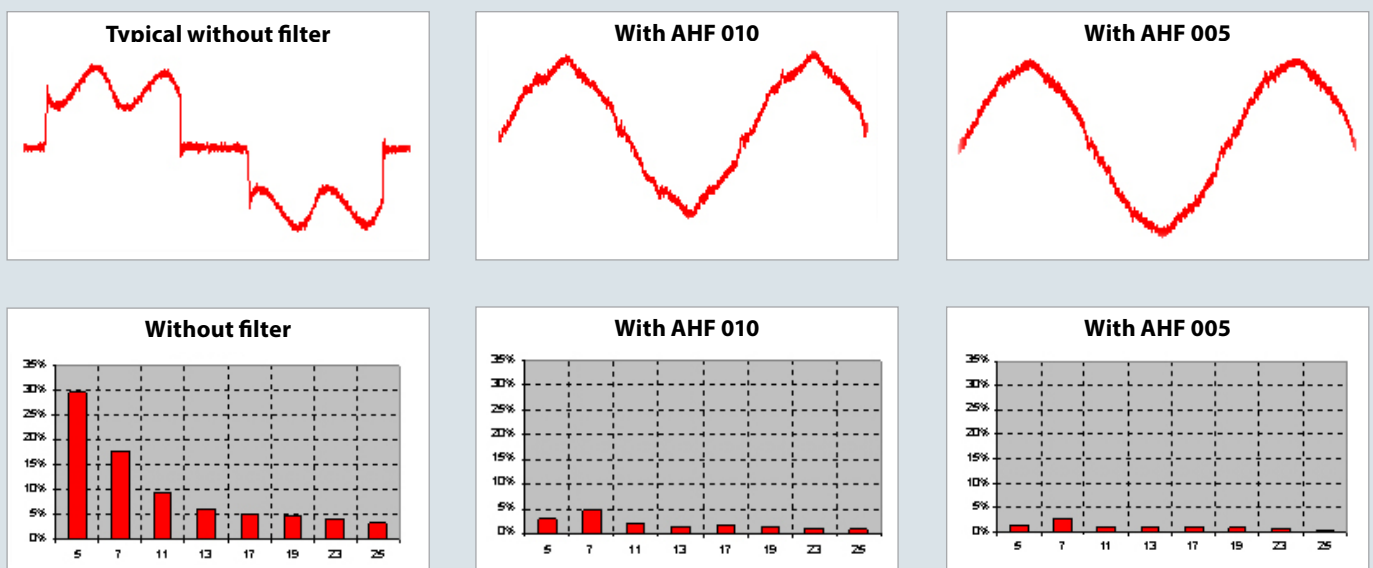 Typical without filter
With AHF 010
With AHF 005
Without filter
35%
30%
25%
20%
15%
10%
5%
0%
5 7 11 13 17 19 23 25
With AHF 010
35%
30%
25%
20%
15%
10%
5%
0%
5 7 11 13 17 19 23 25
With AHF 005
35%
30%
25%
20%
15%
10%
5%
0%
5 7 11 13 17 19 23 25